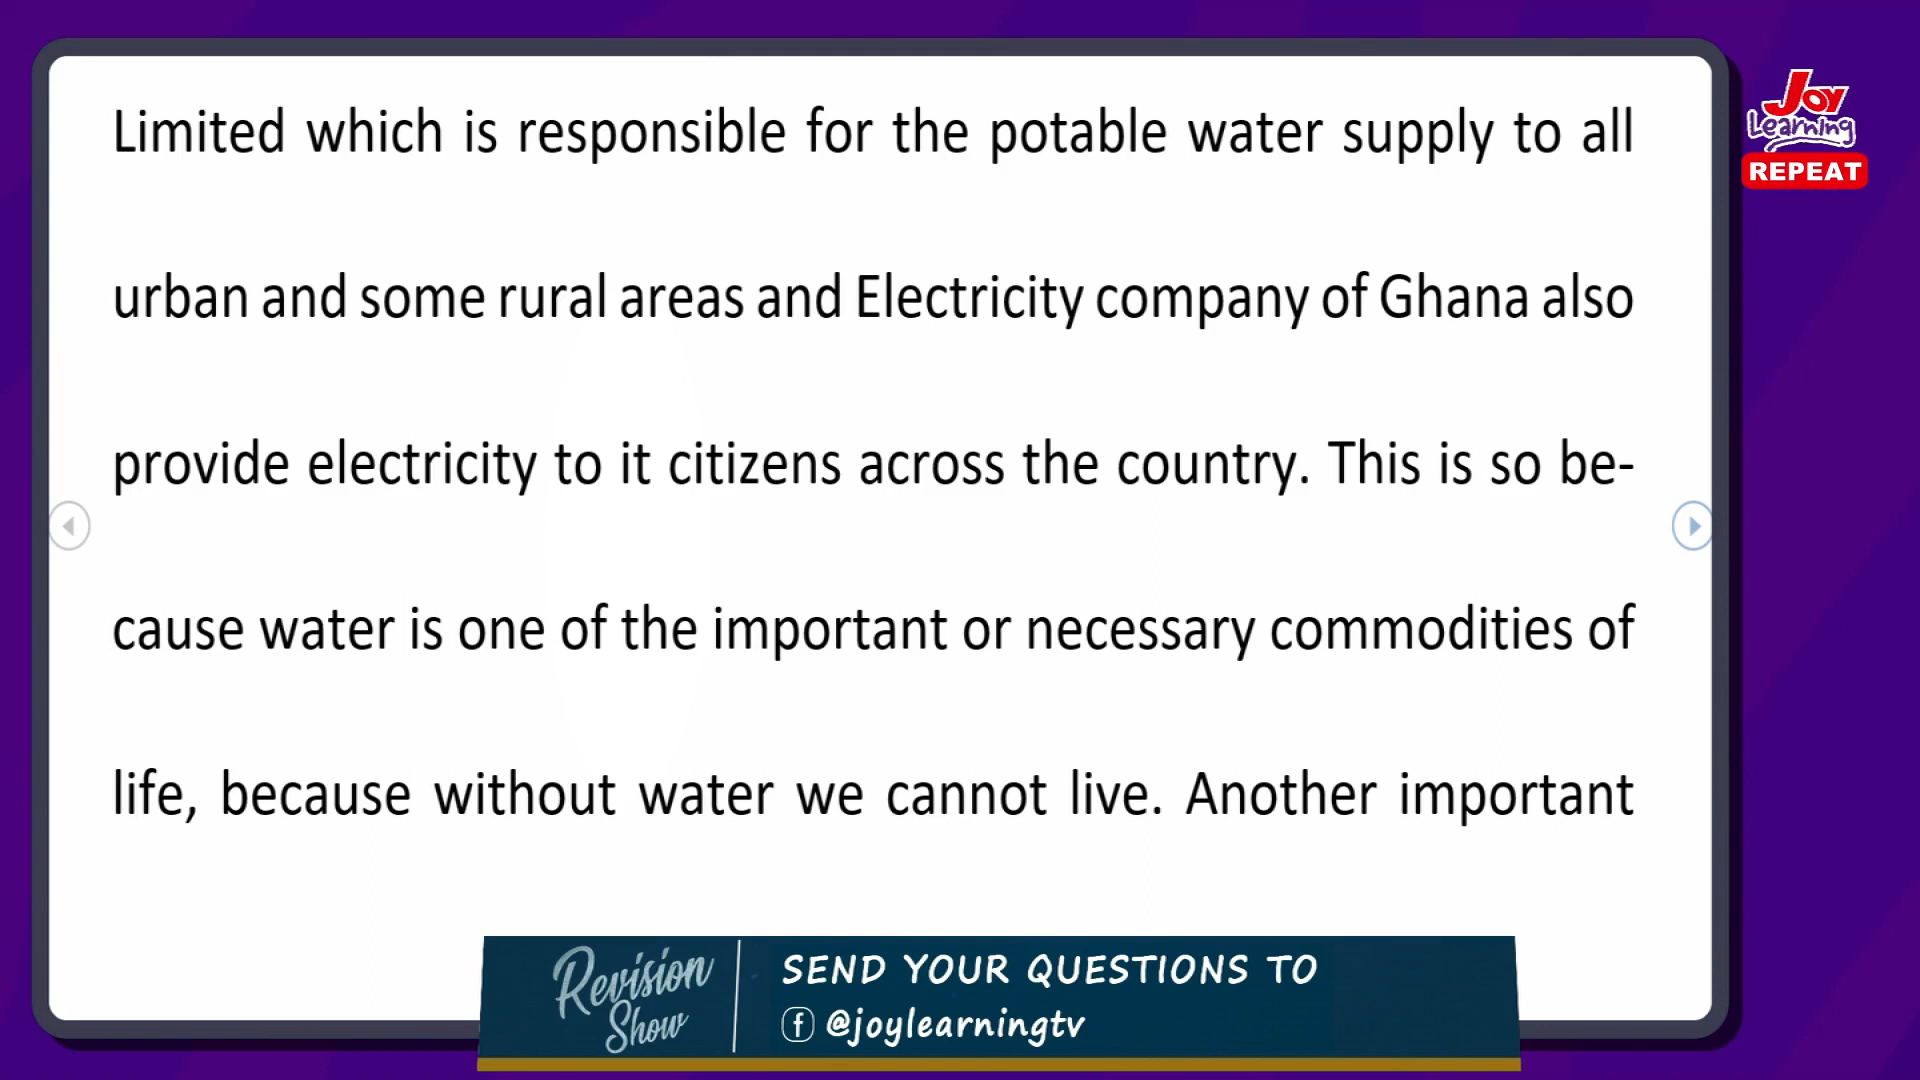 Limited which is responsible for the potable water supply to all
urban and some rural areas and Electricity company of Ghana also
provide electricity to it citizens across the country. This is so be-
cause water is one of the important or necessary commodities of
life, because without water we cannot live. Another important
Joy
Learning
REPEAT
Revision
Show
SEND YOUR QUESTIONS TO
@joylearningtv